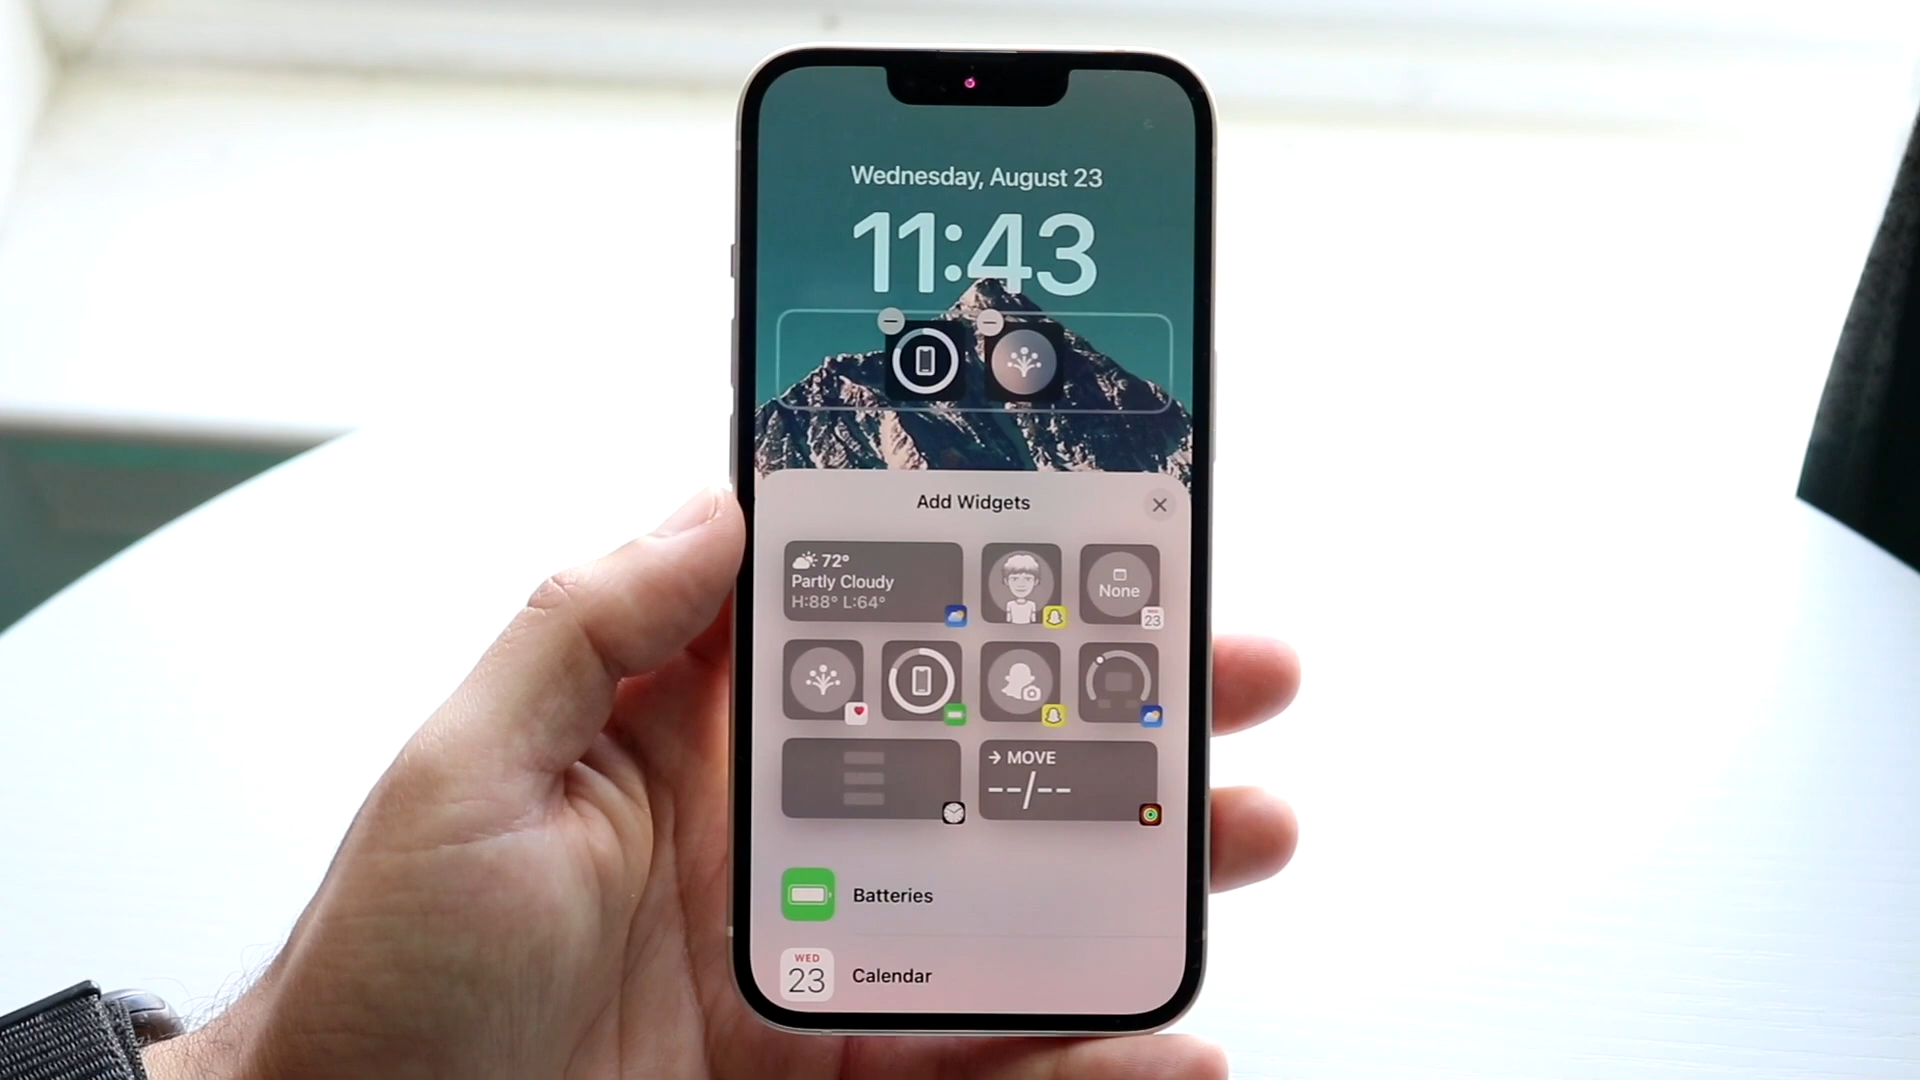 Wednesday, August 23
11:43
Add Widgets
72°
Partly Cloudy
H:88° L:64°
None
WED
23
→ MOVE
--/--
Batteries
WED
23
Calendar